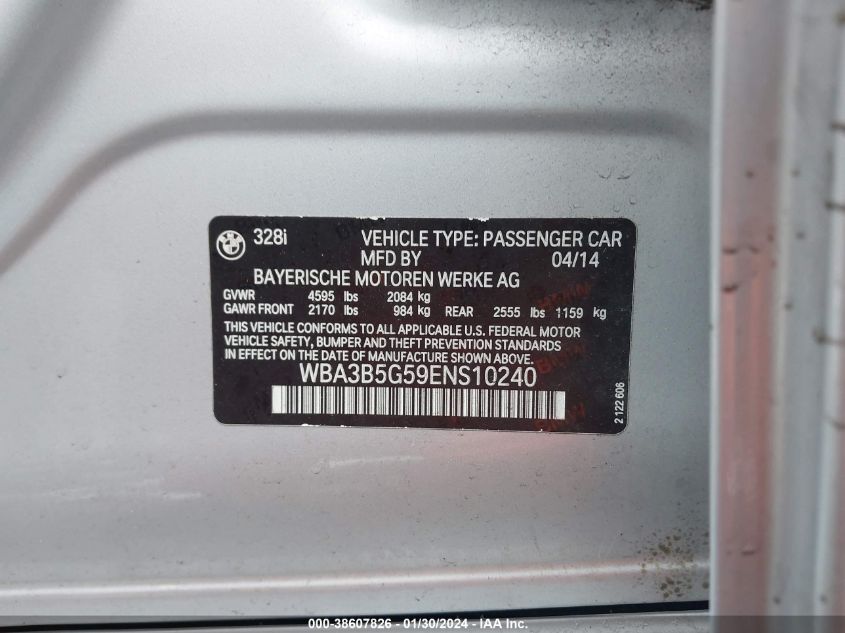 328i VEHICLE TYPE: PASSENGER CAR
MFD BY 04/14
BAYERISCHE MOTOREN WERKE AG
GVWR 4595 lbs 2084 kg
GAWR FRONT 2170 lbs 984 kg REAR 2555 lbs 1159 kg
THIS VEHICLE CONFORMS TO ALL APPLICABLE U.S. FEDERAL MOTOR
VEHICLE SAFETY, BUMPER AND THEFT PREVENTION STANDARDS
IN EFFECT ON THE DATE OF MANUFACTURE SHOWN ABOVE.
WBA3B5G59ENS10240
2 122 606
000-38607826 - 01/30/2024 - IAA Inc.